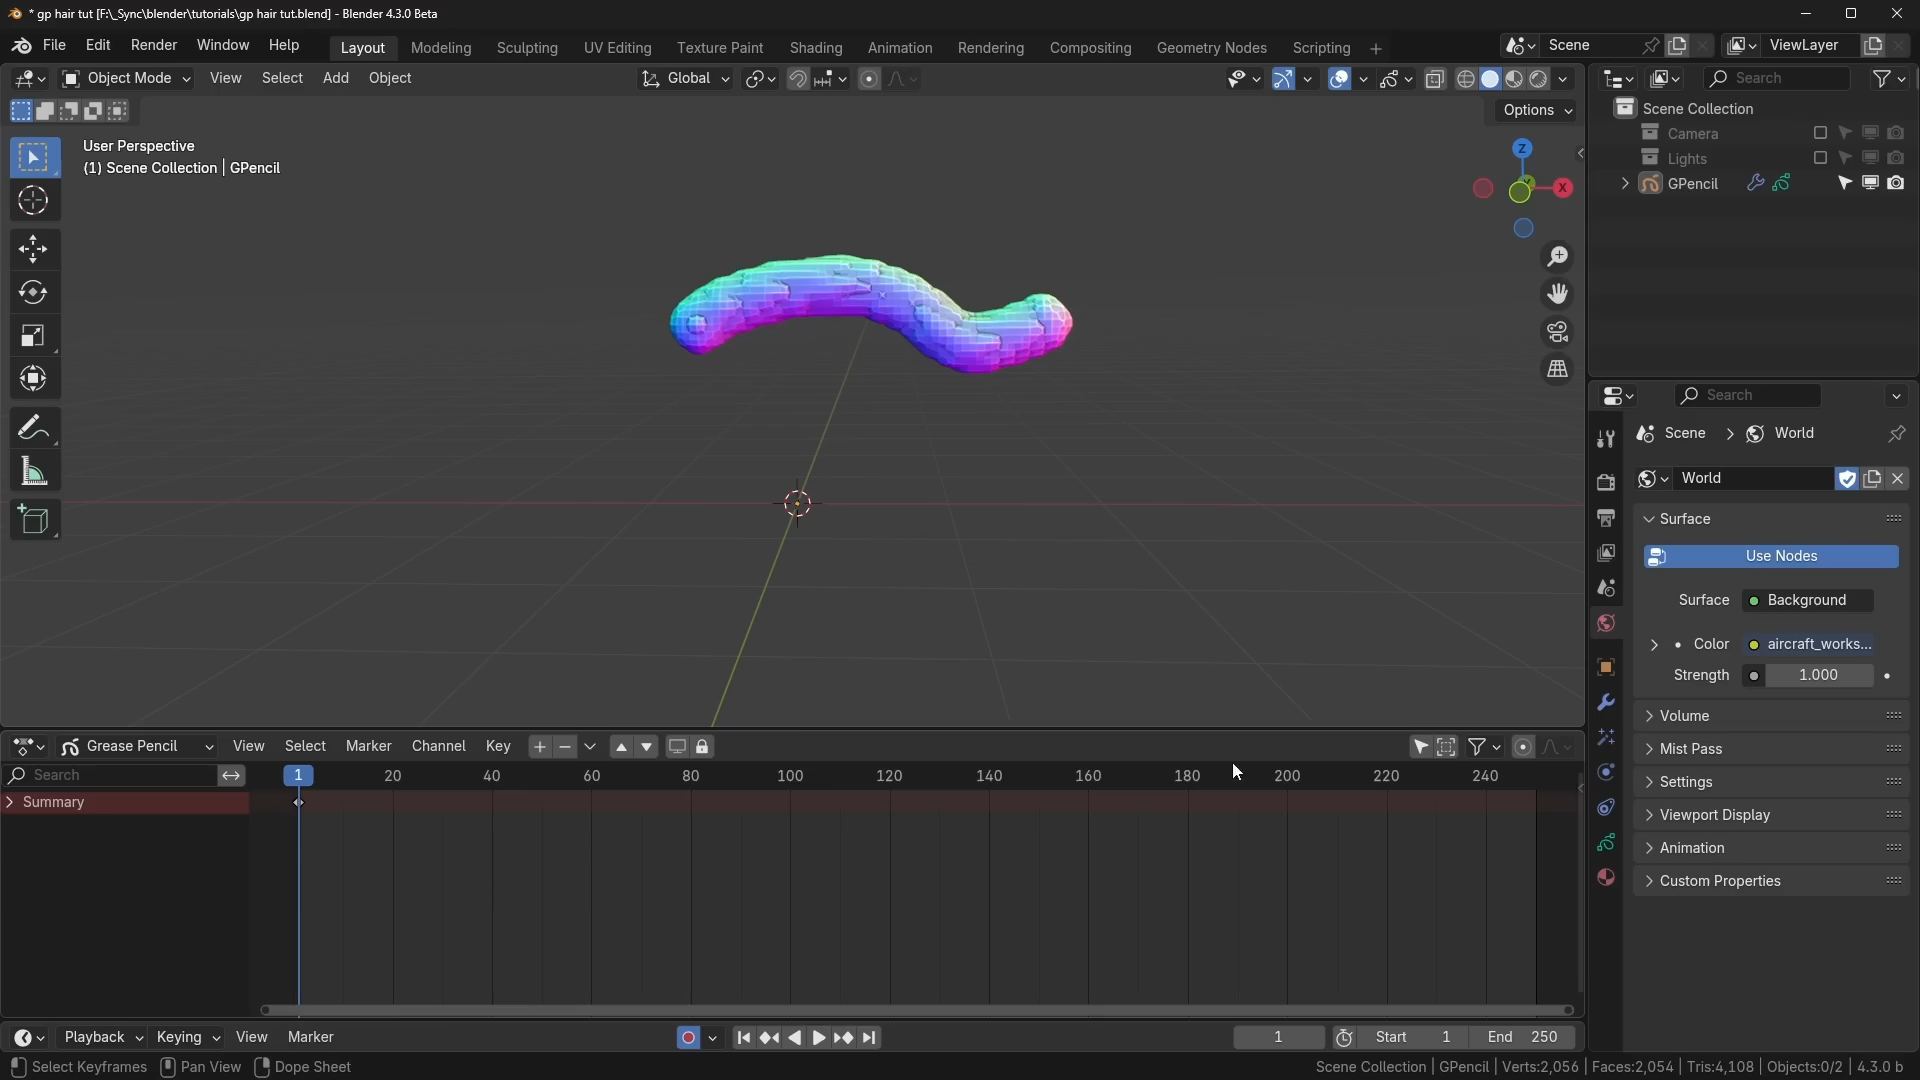 * gp hair tut [F:\_Sync\blender\tutorials\gp hair tut.blend] - Blender 4.3.0 Beta
File Edit Render Window Help Layout Modeling Sculpting UV Editing Texture Paint Shading Animation Rendering Compositing Geometry Nodes Scripting + Scene ViewLayer
Object Mode View Select Add Object Global Search
Options
User Perspective
(1) Scene Collection | GPencil
Z
X
Scene Collection
Camera
Lights
GPencil
Search
Scene > World
World
Surface
Use Nodes
Surface Background
Color aircraft_works...
Strength 1.000
Volume
Mist Pass
Settings
Viewport Display
Animation
Custom Properties
Grease Pencil View Select Marker Channel Key
Search 1 20 40 60 80 100 120 140 160 180 200 220 240
Summary
Playback Keying View Marker 1 Start 1 End 250
Select Keyframes Pan View Dope Sheet Scene Collection | GPencil | Verts:2,056 | Faces:2,054 | Tris:4,108 | Objects:0/2 | 4.3.0 b